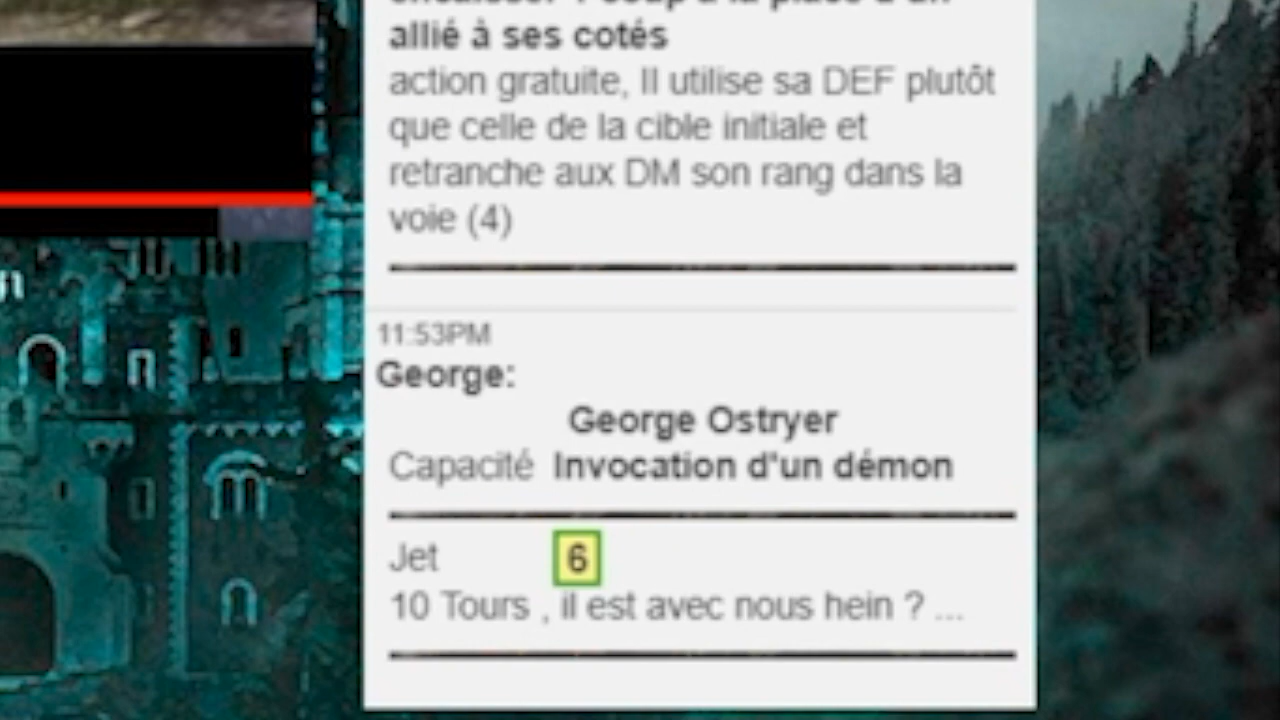 allié à ses cotés
action gratuite, Il utilise sa DEF plutôt
que celle de la cible initiale et
retranche aux DM son rang dans la
voie (4)
11:53PM
George:
George Ostryer
Capacité Invocation d'un démon
Jet 6
10 Tours , il est avec nous hein ? ...